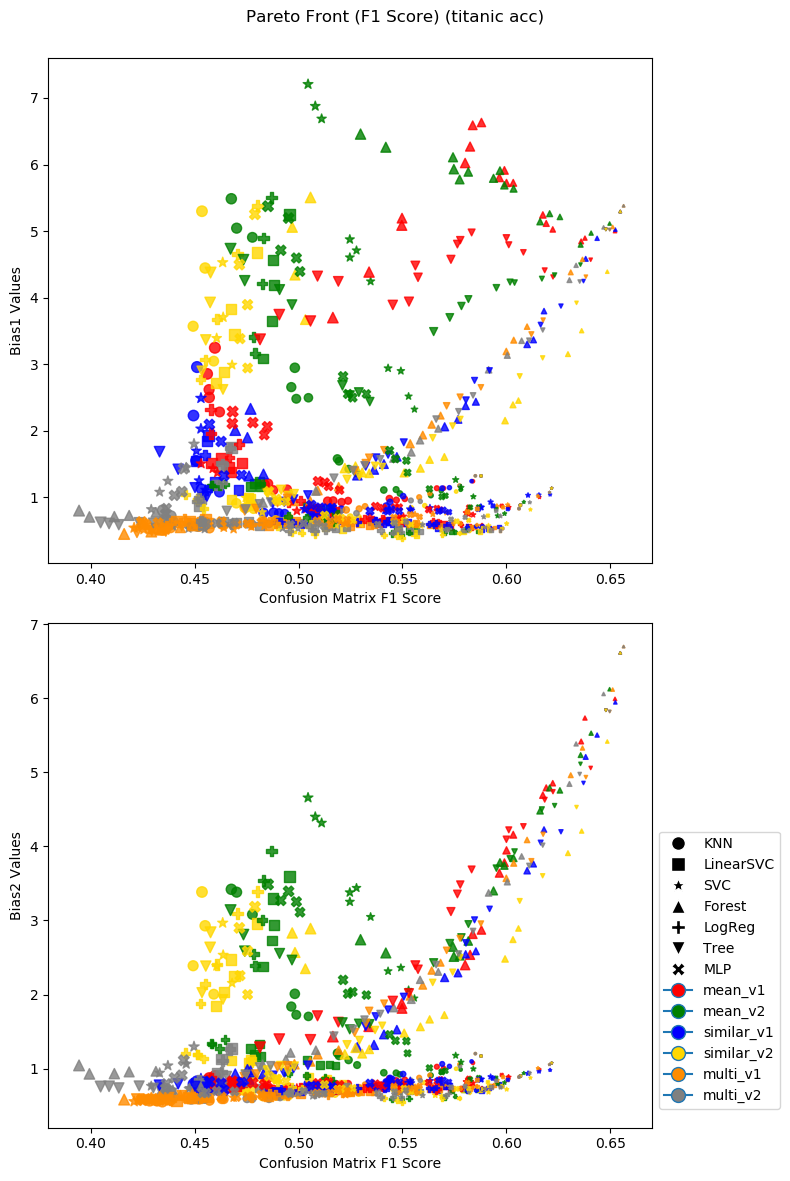 Pareto Front (F1 Score) (titanic acc)
7
6
5
4
3
2
1
Bias1 Values
0.40 0.45 0.50 0.55 0.60 0.65
Confusion Matrix F1 Score
7
6
5
4
3
2
1
Bias2 Values
0.40 0.45 0.50 0.55 0.60 0.65
Confusion Matrix F1 Score
KNN
LinearSVC
SVC
Forest
LogReg
Tree
MLP
mean_v1
mean_v2
similar_v1
similar_v2
multi_v1
multi_v2